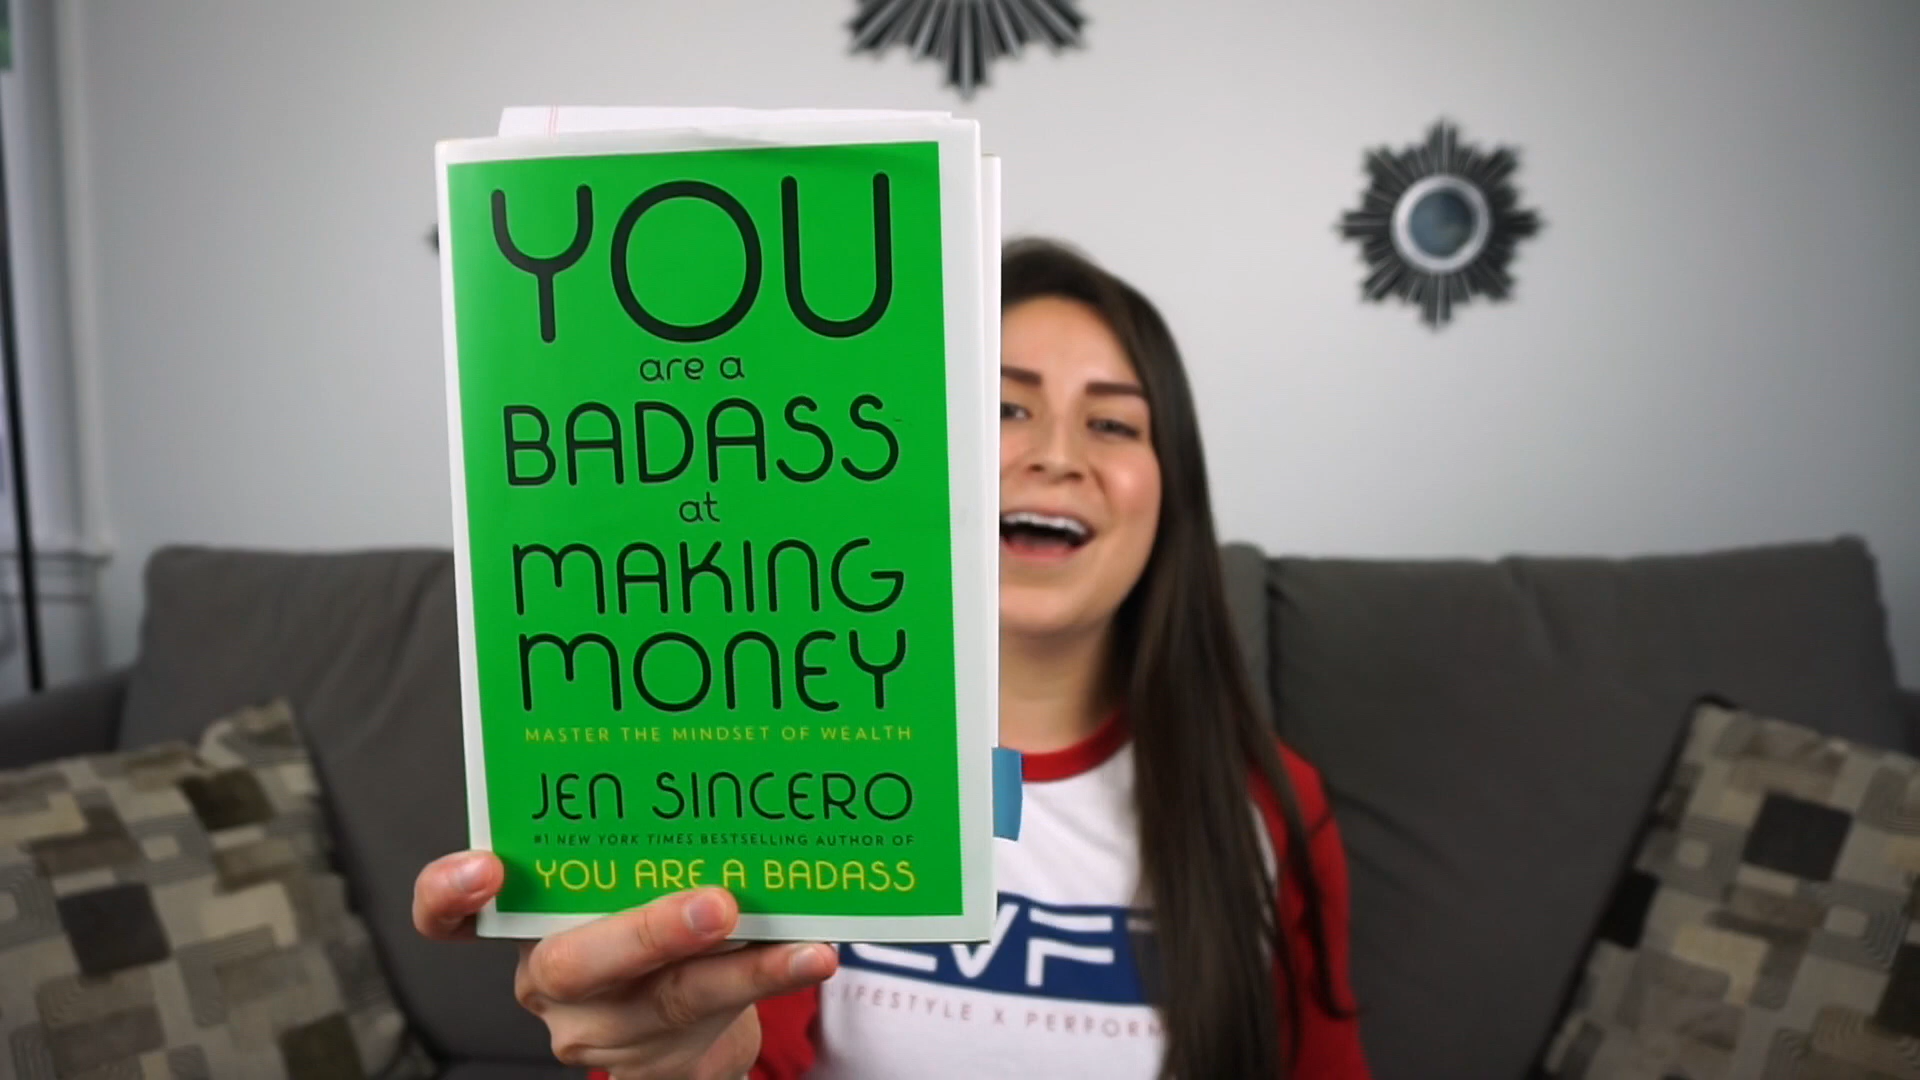 YOU
are a
BADASS
at
MAKING
MONEY
MASTER THE MINDSET OF WEALTH
JEN SINCERO
#1 NEW YORK TIMES BESTSELLING AUTHOR OF
YOU ARE A BADASS